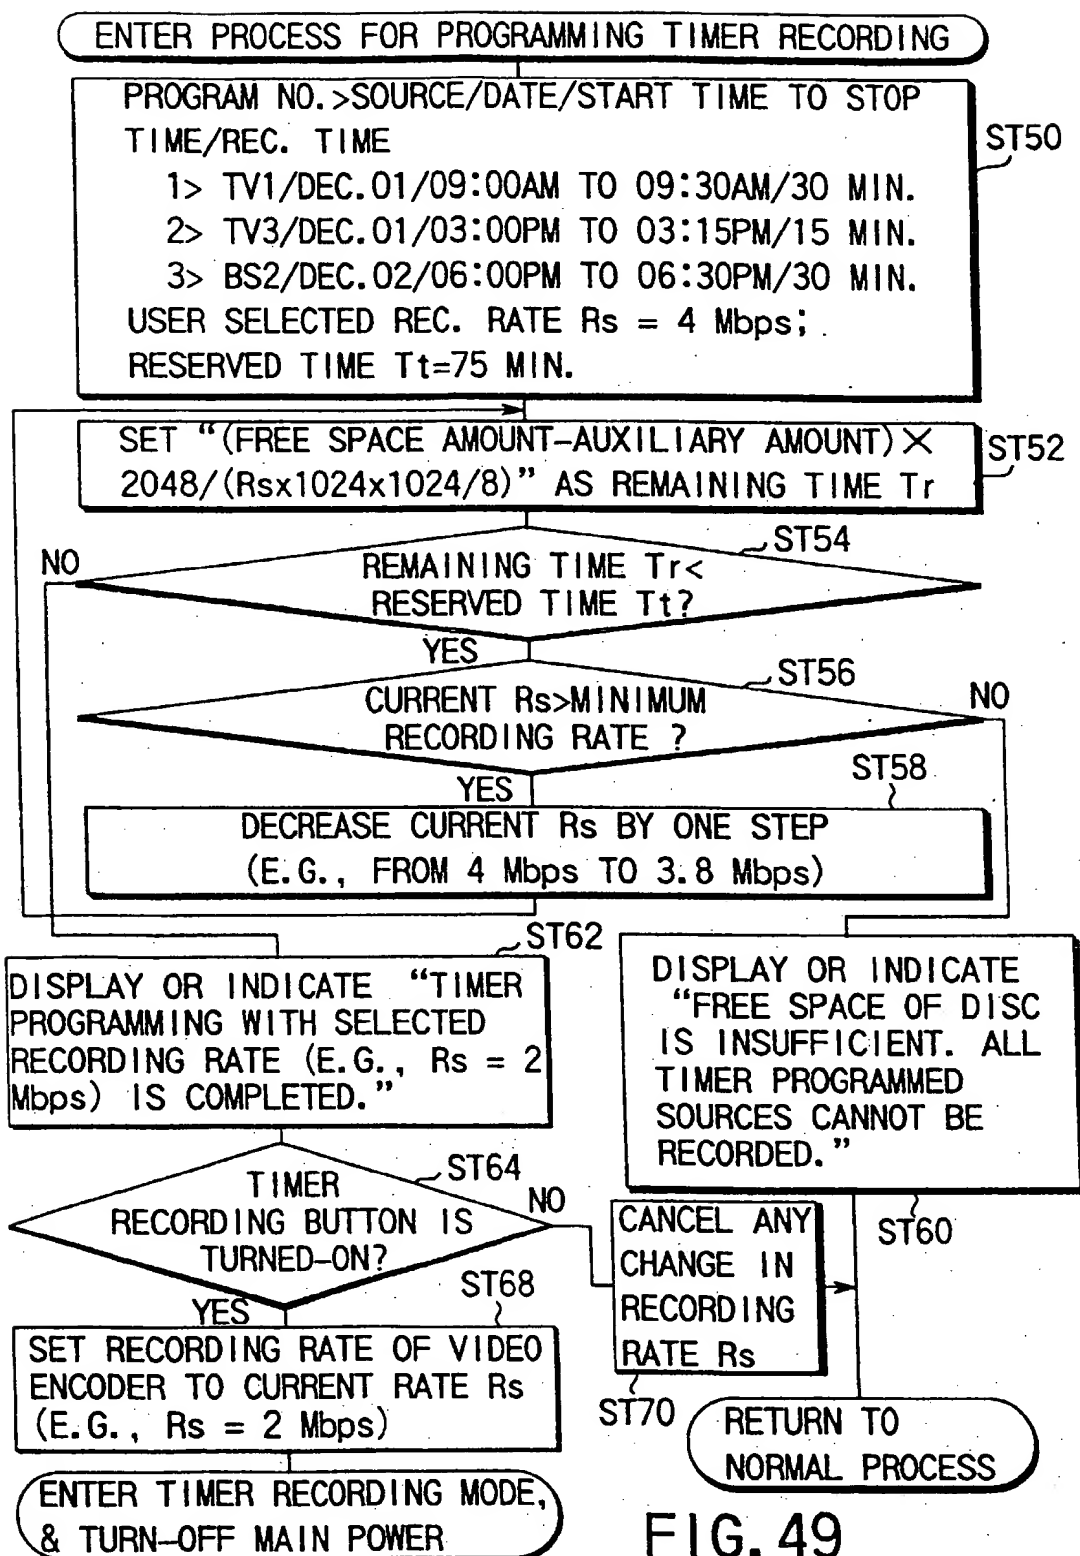 ENTER PROCESS FOR PROGRAMMING TIMER RECORDING
PROGRAM NO.>SOURCE/DATE/START TIME TO STOP
TIME/REC. TIME
1> TV1/DEC.01/09:00AM TO 09:30AM/30 MIN.
2> TV3/DEC.01/03:00PM TO 03:15PM/15 MIN.
3> BS2/DEC.02/06:00PM TO 06:30PM/30 MIN.
USER SELECTED REC. RATE Rs = 4 Mbps;
RESERVED TIME Tt=75 MIN.
ST50
SET “(FREE SPACE AMOUNT-AUXILIARY AMOUNT)×
2048/(Rsx1024x1024/8)” AS REMAINING TIME Tr
ST52
ST54
NO
REMAINING TIME Tr<
RESERVED TIME Tt?
YES
ST56
CURRENT Rs>MINIMUM
RECORDING RATE ?
NO
YES
ST58
DECREASE CURRENT Rs BY ONE STEP
(E.G., FROM 4 Mbps TO 3.8 Mbps)
ST62
DISPLAY OR INDICATE “TIMER
PROGRAMMING WITH SELECTED
RECORDING RATE (E.G., Rs = 2
Mbps) IS COMPLETED.”
DISPLAY OR INDICATE
“FREE SPACE OF DISC
IS INSUFFICIENT. ALL
TIMER PROGRAMMED
SOURCES CANNOT BE
RECORDED.”
ST60
ST64
TIMER
RECORDING BUTTON IS
TURNED-ON?
NO
YES
CANCEL ANY
CHANGE IN
RECORDING
RATE Rs
ST70
ST68
SET RECORDING RATE OF VIDEO
ENCODER TO CURRENT RATE Rs
(E.G., Rs = 2 Mbps)
RETURN TO
NORMAL PROCESS
ENTER TIMER RECORDING MODE,
& TURN-OFF MAIN POWER
FIG. 49